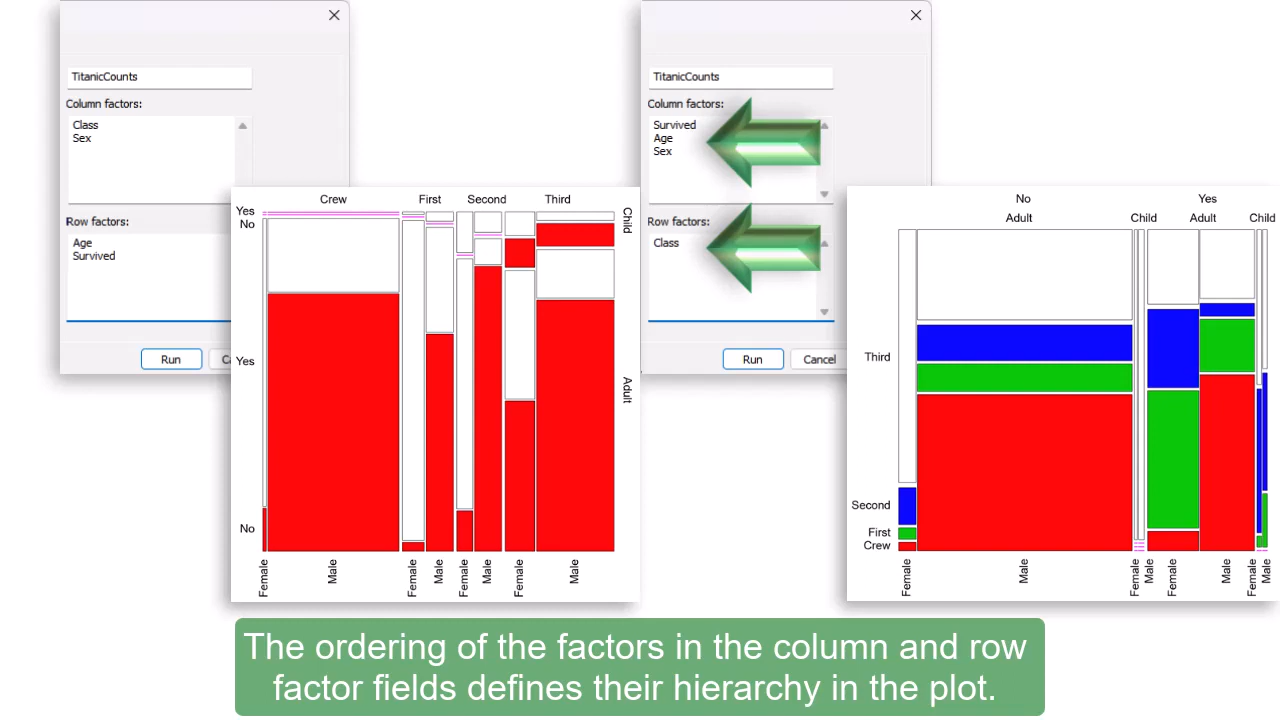 TitanicCounts
Column factors:
Class
Sex
Row factors:
Age
Survived
Run
C
Crew First Second Third
Yes
No
Yes
No
Child
Adult
Female
Male
Female
Male
Female
Male
Female
Male
TitanicCounts
Column factors:
Survived
Age
Sex
Row factors:
Class
Run
Cancel
No Yes
Adult Child Adult Child
Third
Second
First
Crew
Female
Male
Female
Male
Female
Male
Female
Male
The ordering of the factors in the column and row
factor fields defines their hierarchy in the plot.